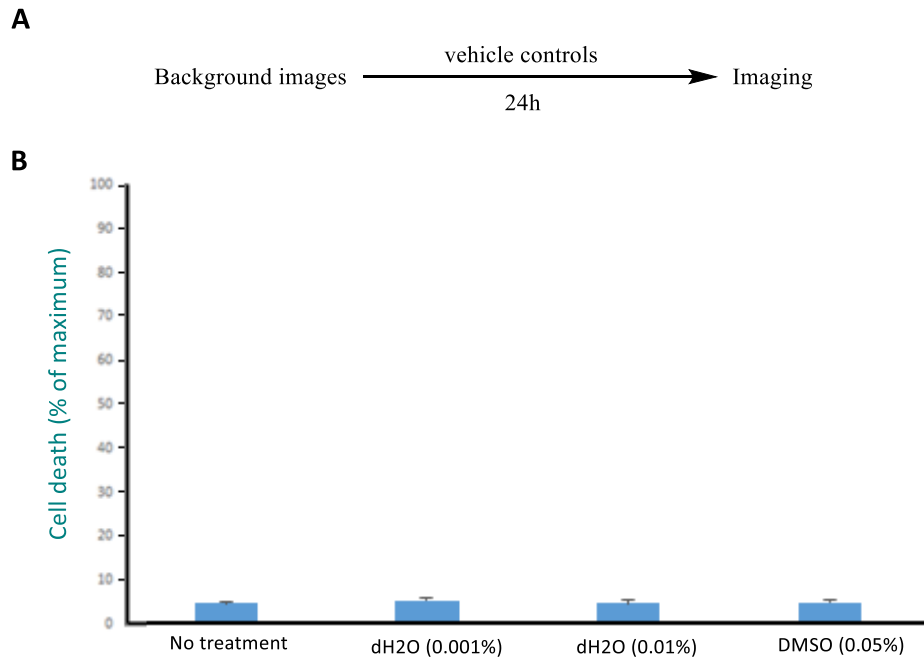 A
vehicle controls
Background images
Imaging
24h
B
Cell death (% of maximum)
100
90
80
70
60
50
40
30
20
10
0
No treatment
dH2O (0.001%)
dH2O (0.01%)
DMSO (0.05%)